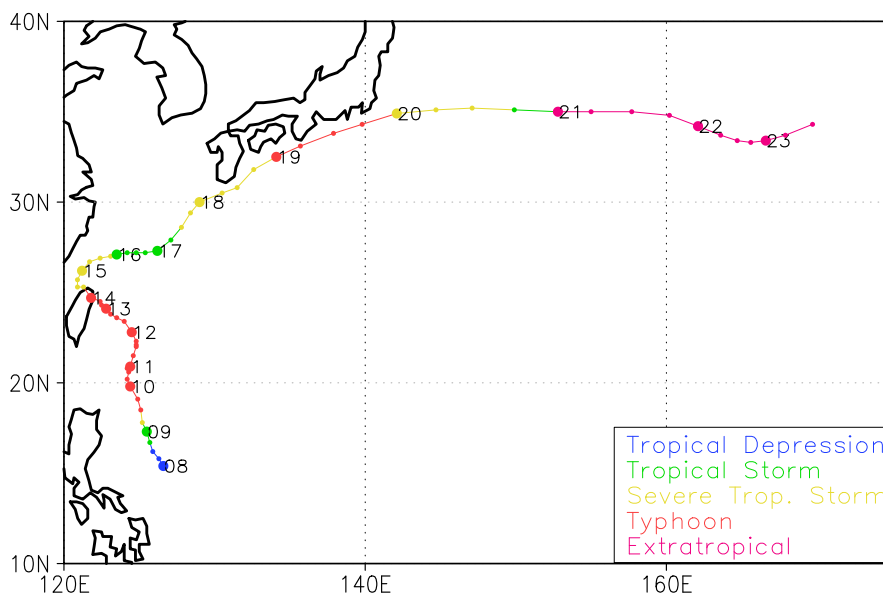 40N
30N
20N
10N
120E
140E
160E
08
09
10
11
12
13
14
15
16
17
18
19
20
21
22
23
Tropical Depression
Tropical Storm
Severe Trop. Storm
Typhoon
Extratropical